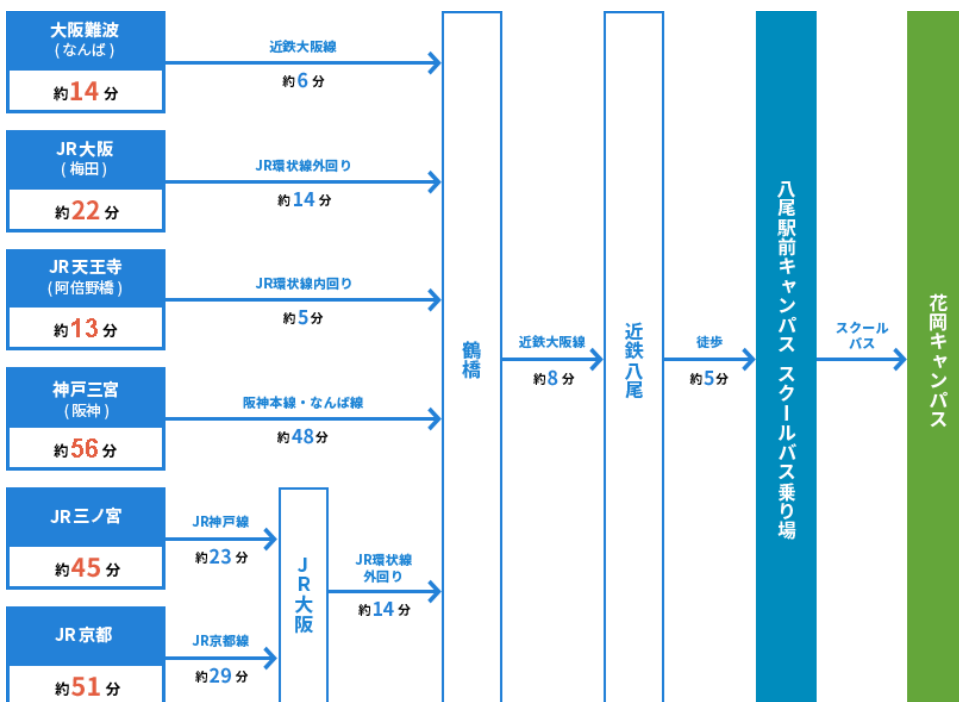 大阪難波
(なんば)
約14分
近鉄大阪線
約6分
JR大阪
(梅田)
約22分
JR環状線外回り
約14分
JR天王寺
(阿倍野橋)
約13分
JR環状線内回り
約5分
神戸三宮
(阪神)
約56分
阪神本線・なんば線
約48分
JR三ノ宮
約45分
JR神戸線
約23分
JR京都
約51分
JR京都線
約29分
JR大阪
JR環状線
外回り
約14分
鶴橋
近鉄大阪線
約8分
近鉄八尾
徒歩
約5分
八尾駅前キャンパス スクールバス乗り場
スクール
バス
花岡キャンパス